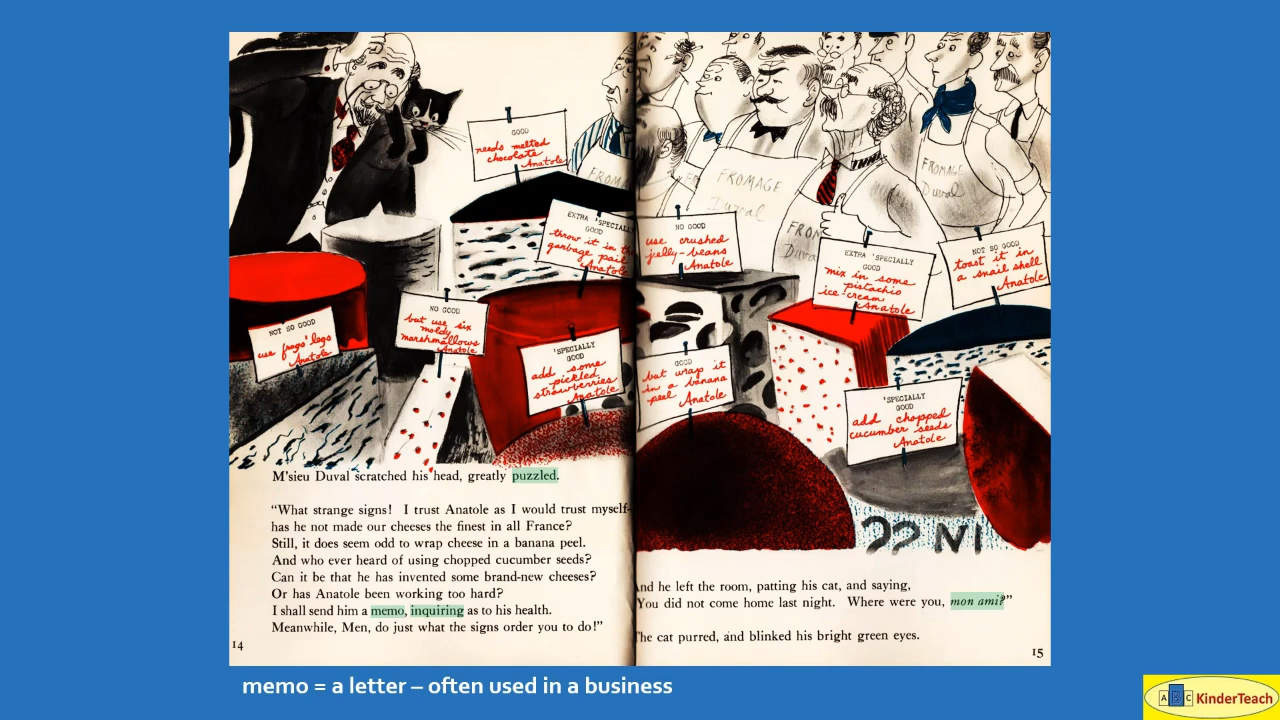 GOOD
needs melted
chocolate
Anatole
EXTRA 'SPECIALLY
GOOD
throw it in the
garbage pail
Anatole
NOT SO GOOD
use frogs' legs
Anatole
NO GOOD
but use six
moldy
marshmallows
Anatole
'SPECIALLY
GOOD
add some
pickled
strawberries
Anatole
FROMAGE
Duval
FROMAGE
Duval
NO GOOD
use crushed
jelly-beans
Anatole
EXTRA 'SPECIALLY
GOOD
mix in some
pistachio
ice-cream
Anatole
NOT SO GOOD
toast it in
a snail shell
Anatole
GOOD
but wrap it
in a banana
peel
Anatole
'SPECIALLY
GOOD
add chopped
cucumber seeds
Anatole
M'sieu Duval scratched his head, greatly puzzled.
“What strange signs! I trust Anatole as I would trust myself-
has he not made our cheeses the finest in all France?
Still, it does seem odd to wrap cheese in a banana peel.
And who ever heard of using chopped cucumber seeds?
Can it be that he has invented some brand-new cheeses?
Or has Anatole been working too hard?
I shall send him a memo, inquiring as to his health.
Meanwhile, Men, do just what the signs order you to do!”
14
And he left the room, patting his cat, and saying,
“You did not come home last night. Where were you, mon ami?”
The cat purred, and blinked his bright green eyes.
15
memo = a letter – often used in a business
ABC KinderTeach